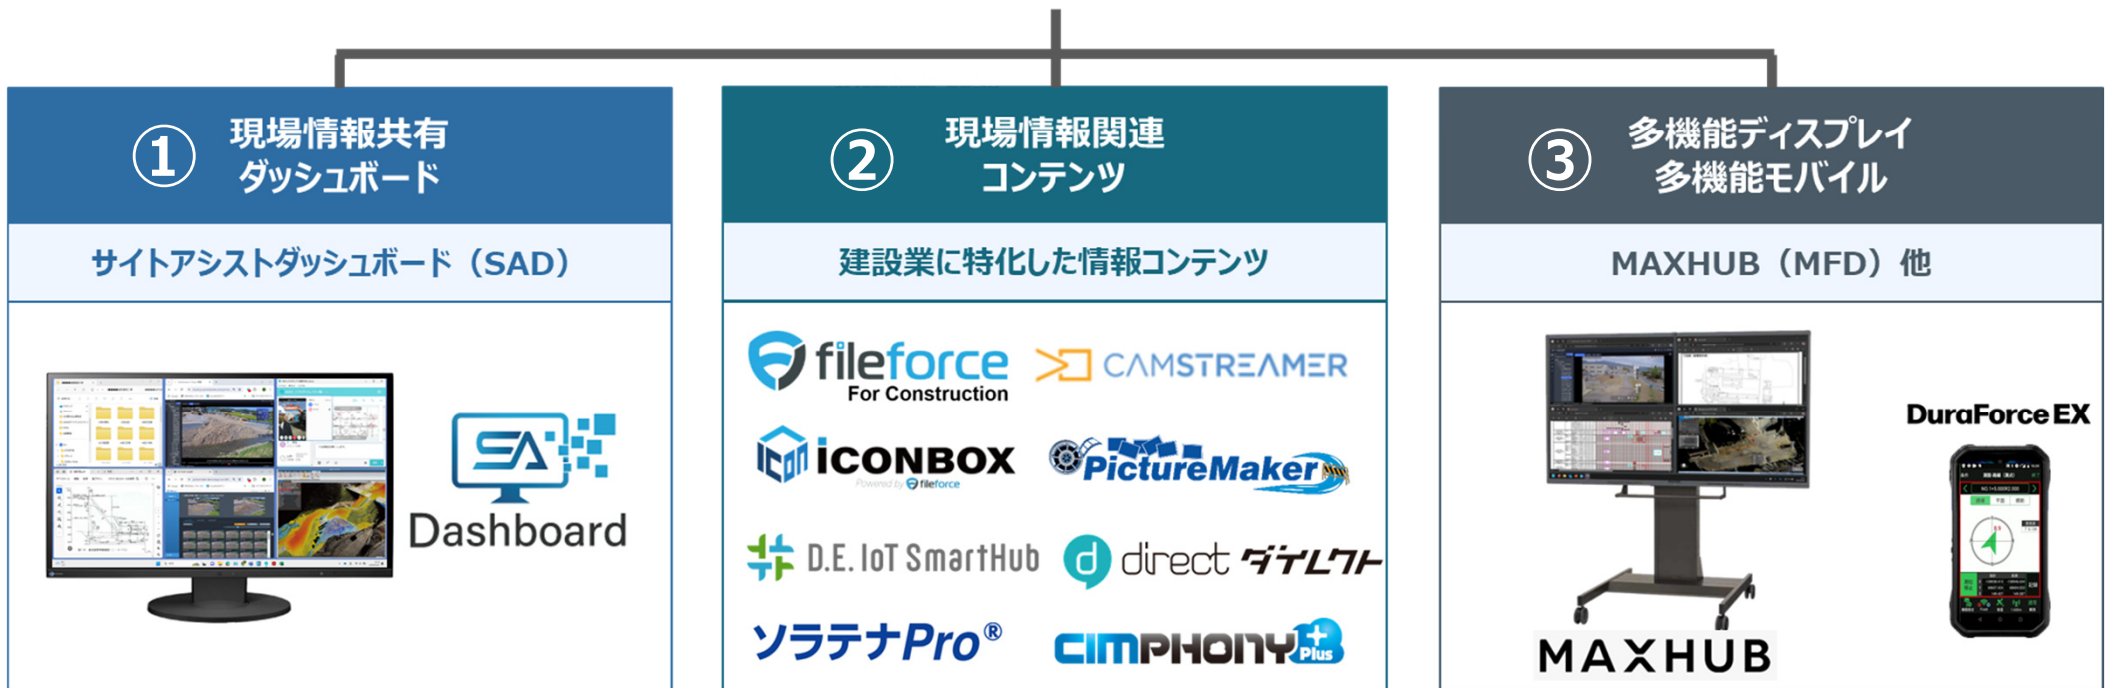 ①
現場情報共有
ダッシュボード
サイトアシストダッシュボード（SAD）
SA
Dashboard
②
現場情報関連
コンテンツ
建設業に特化した情報コンテンツ
fileforce
For Construction
CAMSTREAMER
icon iCONBOX
Powered by fileforce
PictureMaker
D.E. IoT SmartHub
d direct ダイレクト
ソラテナPro®
CIMPHONY Plus
③
多機能ディスプレイ
多機能モバイル
MAXHUB（MFD）他
MAXHUB
DuraForce EX